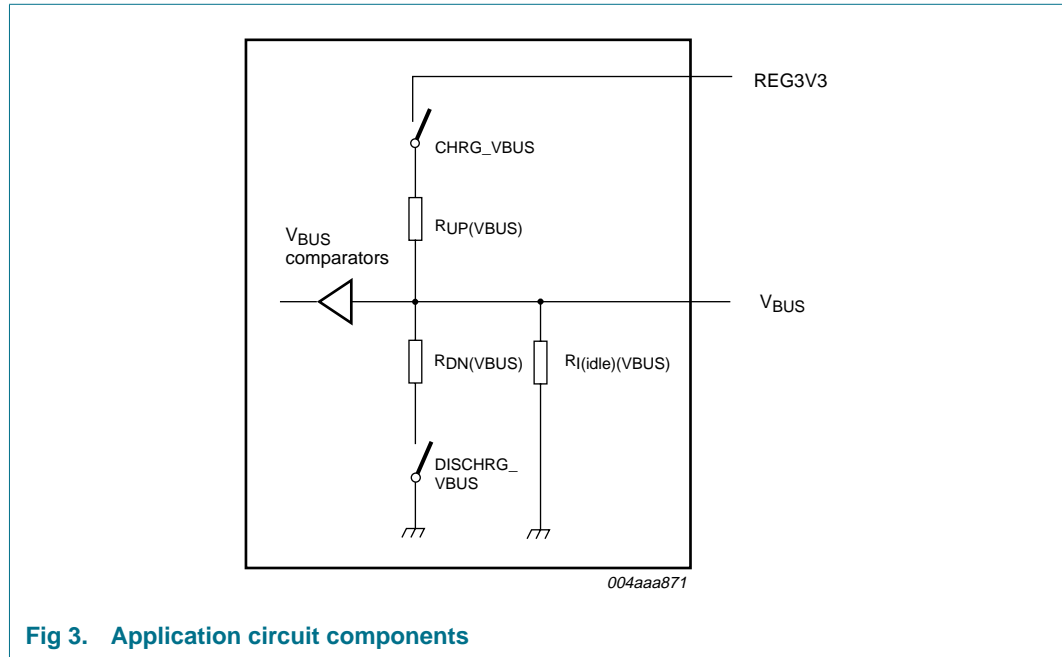 REG3V3
CHRG_VBUS
RUP(VBUS)
VBUS
comparators
VBUS
RDN(VBUS)
RI(idle)(VBUS)
DISCHRG_
VBUS
004aaa871
Fig 3. Application circuit components